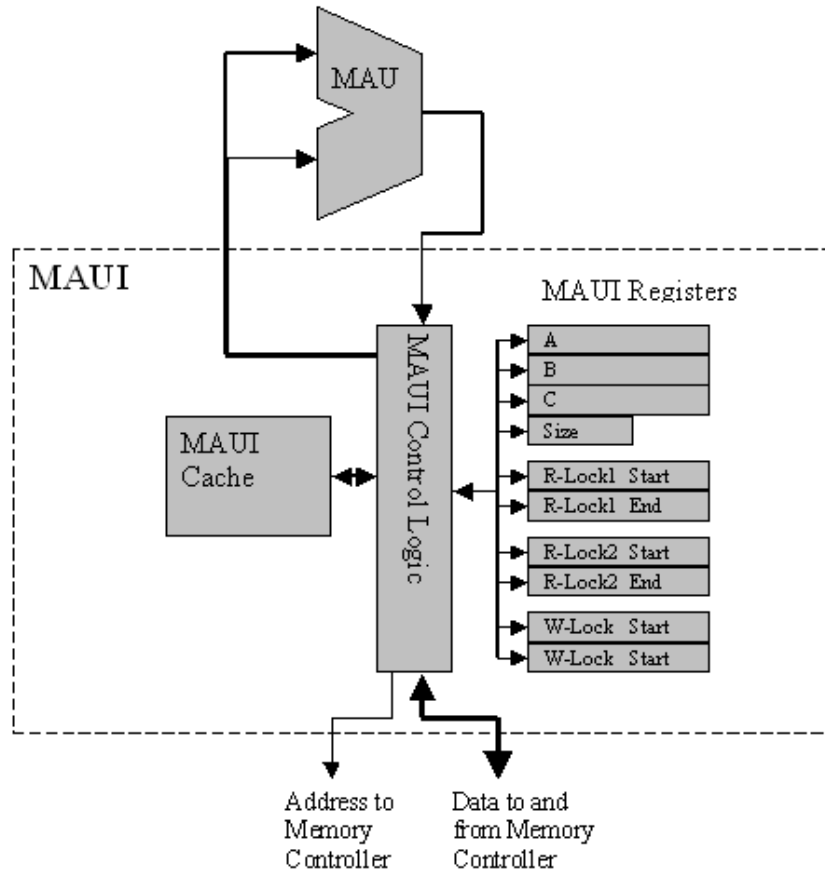 MAU
MAUI
MAUI Registers
MAUI Control Logic
MAUI
Cache
A
B
C
Size
R-Lock1 Start
R-Lock1 End
R-Lock2 Start
R-Lock2 End
W-Lock Start
W-Lock Start
Address to
Memory
Controller
Data to and
from Memory
Controller